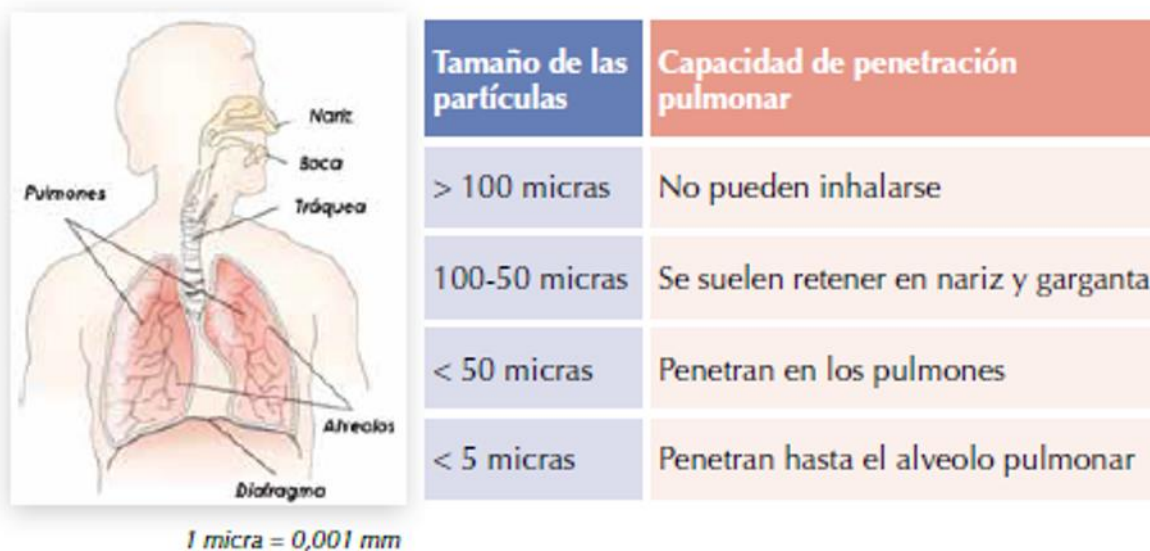 Nariz
Boca
Pulmones
Tráquea
Alveolos
Diafragma
1 micra = 0,001 mm
Tamaño de las
partículas
Capacidad de penetración
pulmonar
> 100 micras
No pueden inhalarse
100-50 micras
Se suelen retener en nariz y garganta
< 50 micras
Penetran en los pulmones
< 5 micras
Penetran hasta el alveolo pulmonar